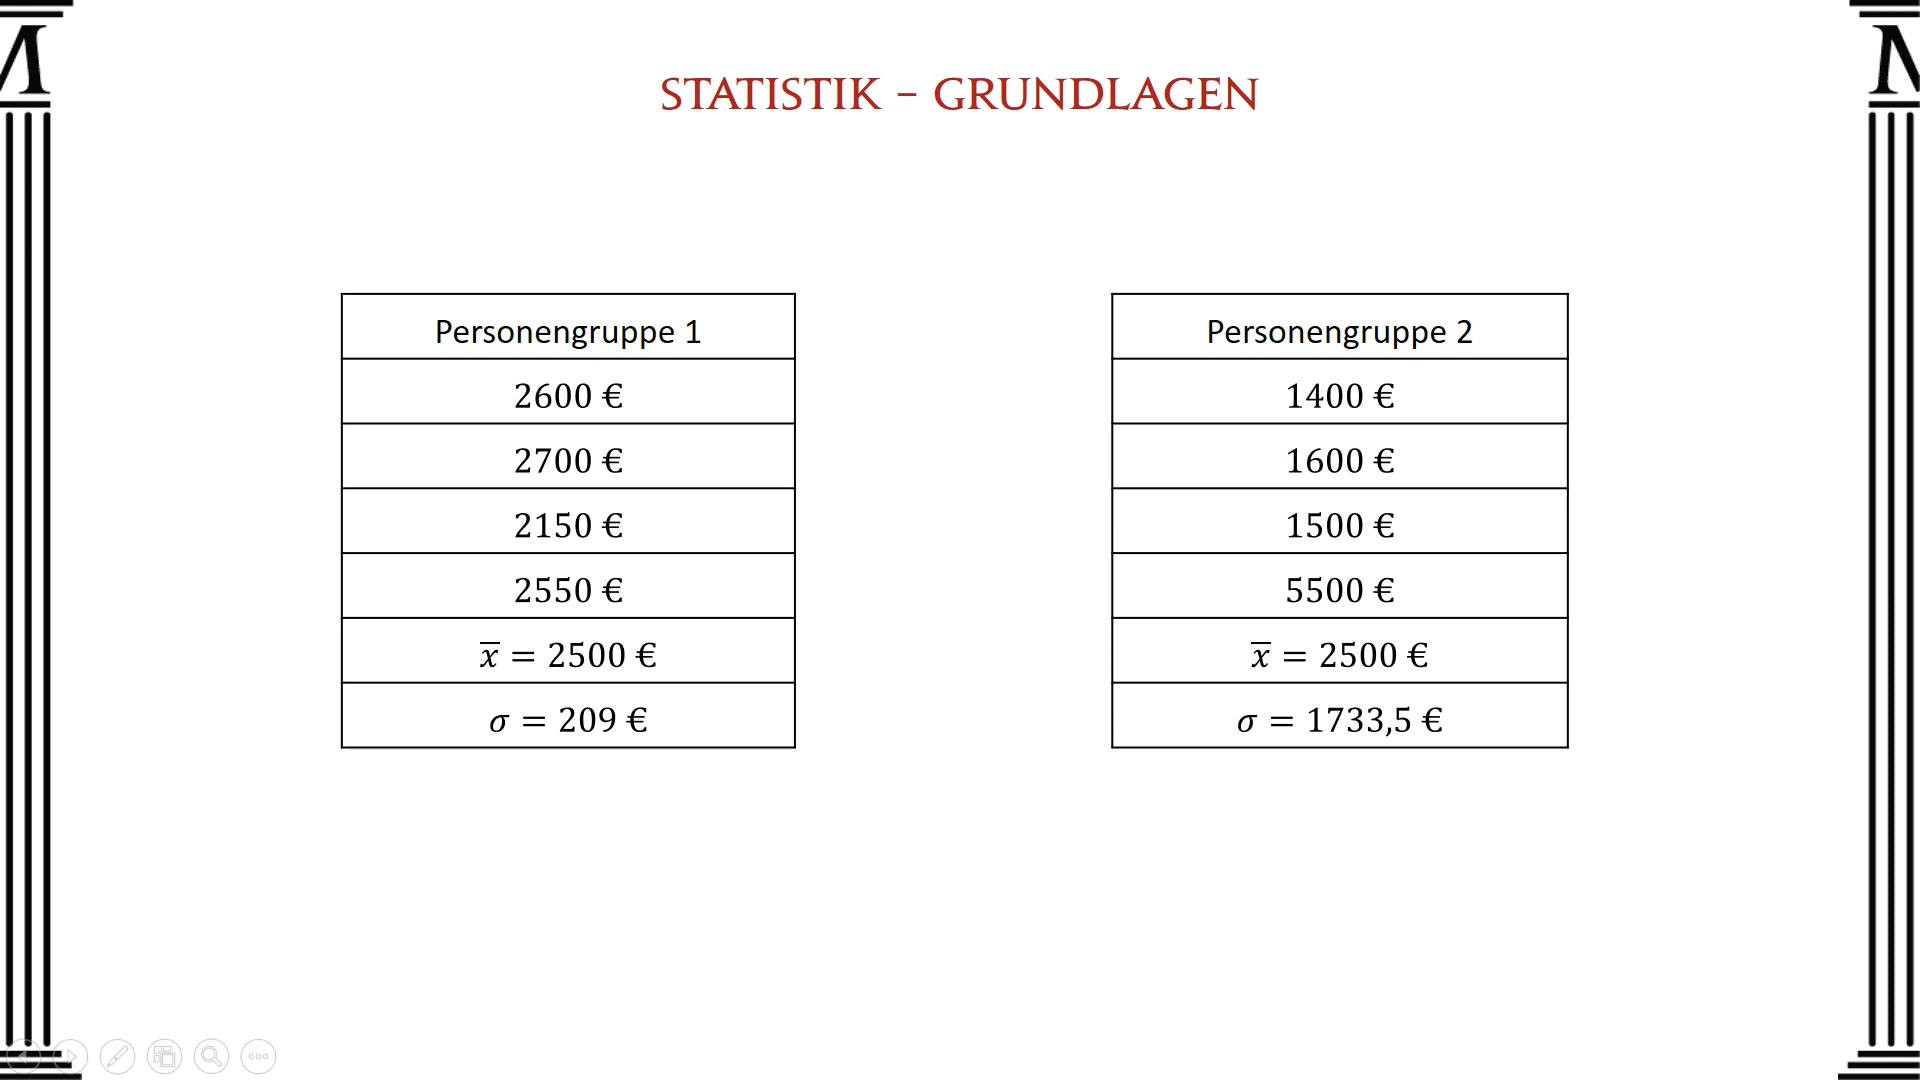 STATISTIK – GRUNDLAGEN
Personengruppe 1
2600 €
2700 €
2150 €
2550 €
x̅ = 2500 €
σ = 209 €
Personengruppe 2
1400 €
1600 €
1500 €
5500 €
x̅ = 2500 €
σ = 1733,5 €